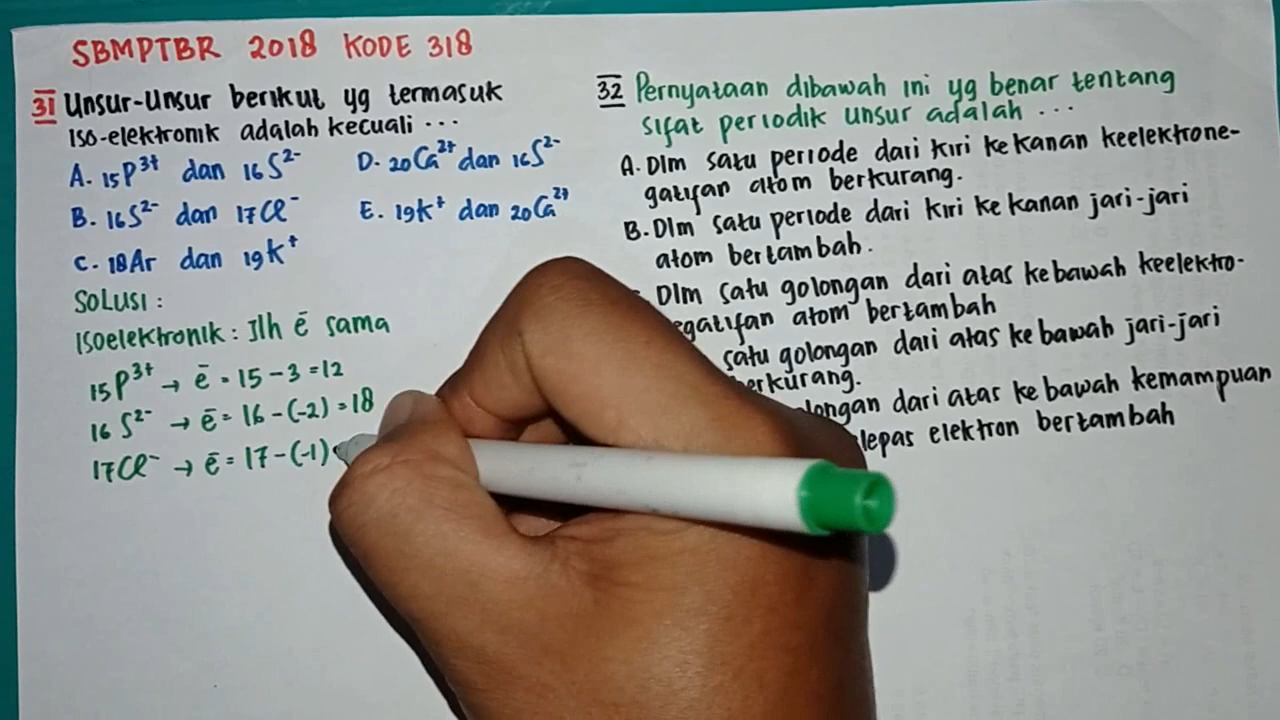 SBMPTBR 2018 KODE 318
31 Unsur-Unsur berikut yg termasuk
Iso-elektronik adalah kecuali ...
A. ₁₅P³⁺ dan ₁₆S²⁻
D. ₂₀Ca²⁺ dan ₁₆S²⁻
B. ₁₆S²⁻ dan ₁₇Cl⁻
E. ₁₉K⁺ dan ₂₀Ca²⁺
C. ₁₈Ar dan ₁₉K⁺
SOLUSI :
Isoelektronik : Jlh ē sama
₁₅P³⁺ → ē = 15 - 3 = 12
₁₆S²⁻ → ē = 16 - (-2) = 18
₁₇Cl⁻ → ē = 17 - (-1)
32 Pernyataan dibawah ini yg benar tentang
sifat periodik unsur adalah ...
A. Dlm satu periode dari kiri ke kanan keelektrone-
gatifan atom berkurang.
B. Dlm satu periode dari kiri ke kanan jari-jari
atom bertambah.
Dlm satu golongan dari atas kebawah keelektro-
egatifan atom bertambah
satu golongan dari atas ke bawah jari-jari
berkurang.
longan dari atas ke bawah kemampuan
lepas elektron bertambah